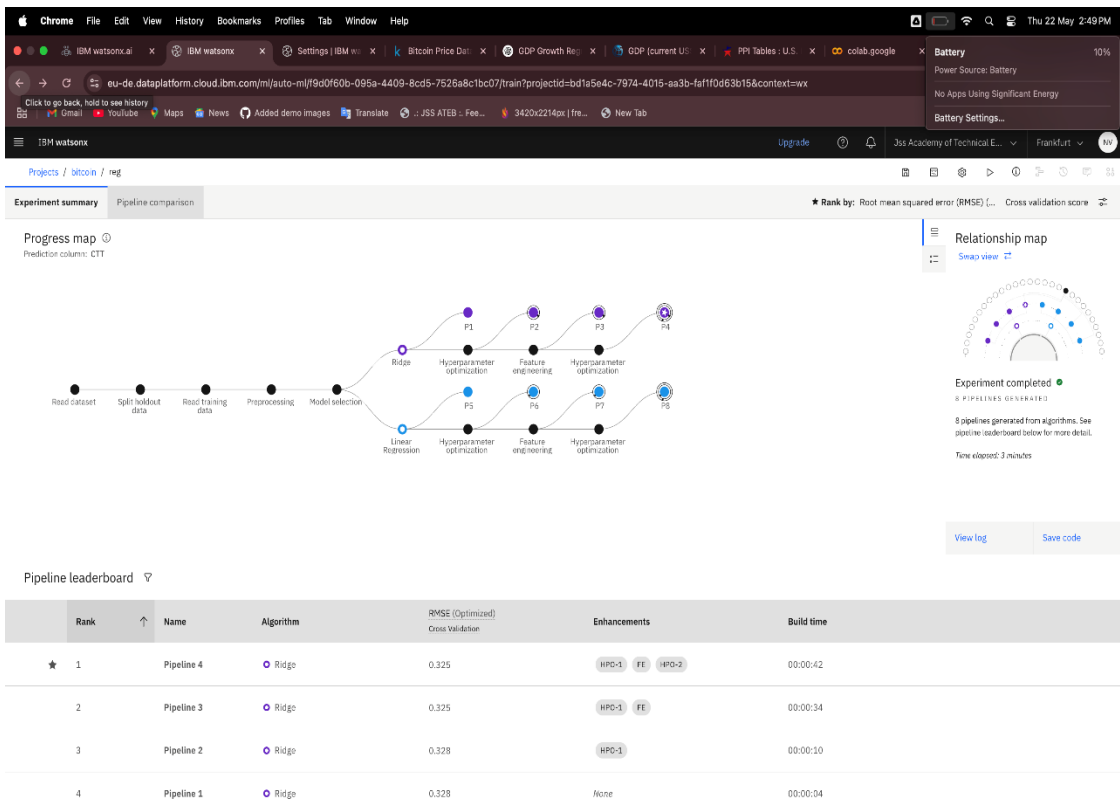 Chrome File Edit View History Bookmarks Profiles Tab Window Help
Thu 22 May 2:49 PM
IBM watsonx.ai
IBM watsonx
Settings | IBM wa
Bitcoin Price Dat
GDP Growth Rep
GDP (current US
PPI Tables : U.S.
colab.google
Battery 10%
Power Source: Battery
No Apps Using Significant Energy
Battery Settings...
eu-de.dataplatform.cloud.ibm.com/ml/auto-ml/f9d0f60b-095a-4409-8cd5-7526a8c1bc07/train?projectid=bd1a5e4c-7974-4015-aa3b-faf1f0d63b15&context=wx
Click to go back, hold to see history
Gmail YouTube Maps News Added demo images Translate .: JSS ATEB :. Fee... 3420x2214px | fre... New Tab
IBM watsonx
Upgrade
Jss Academy of Technical E...
Frankfurt
NV
Projects / bitcoin / reg
Experiment summary Pipeline comparison
Rank by: Root mean squared error (RMSE) (... Cross validation score
Progress map
Prediction column: CTT
Relationship map
Swap view
P1 P2 P3 P4
Ridge Hyperparameter optimization Feature engineering Hyperparameter optimization
Read dataset Split holdout data Read training data Preprocessing Model selection
P5 P6 P7 P8
Linear Regression Hyperparameter optimization Feature engineering Hyperparameter optimization
Experiment completed
8 PIPELINES GENERATED
8 pipelines generated from algorithms. See
pipeline leaderboard below for more detail.
Time elapsed: 3 minutes
View log Save code
Pipeline leaderboard
Rank Name Algorithm RMSE (Optimized) Cross Validation Enhancements Build time
1 Pipeline 4 Ridge 0.325 HPO-1 FE HPO-2 00:00:42
2 Pipeline 3 Ridge 0.325 HPO-1 FE 00:00:34
3 Pipeline 2 Ridge 0.328 HPO-1 00:00:10
4 Pipeline 1 Ridge 0.328 None 00:00:04